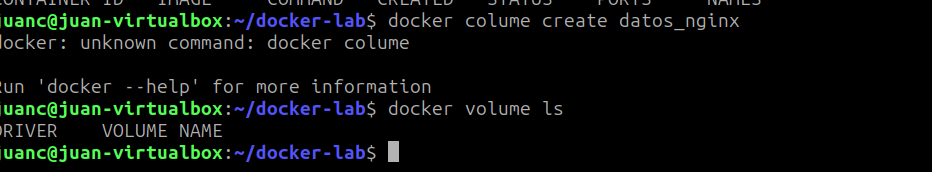 CONTAINER ID   IMAGE     COMMAND   CREATED   STATUS    PORTS     NAMES
juanc@juan-virtualbox:~/docker-lab$ docker colume create datos_nginx
docker: unknown command: docker colume

Run 'docker --help' for more information
juanc@juan-virtualbox:~/docker-lab$ docker volume ls
DRIVER    VOLUME NAME
juanc@juan-virtualbox:~/docker-lab$